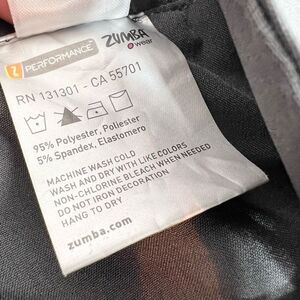 Z PERFORMANCE ZUMBA
wear
RN 131301 - CA 55701
95% Polyester, Poliester
5% Spandex, Elastomero
MACHINE WASH COLD
WASH AND DRY WITH LIKE COLORS
NON-CHLORINE BLEACH WHEN NEEDED
DO NOT IRON DECORATION
HANG TO DRY
zumba.com